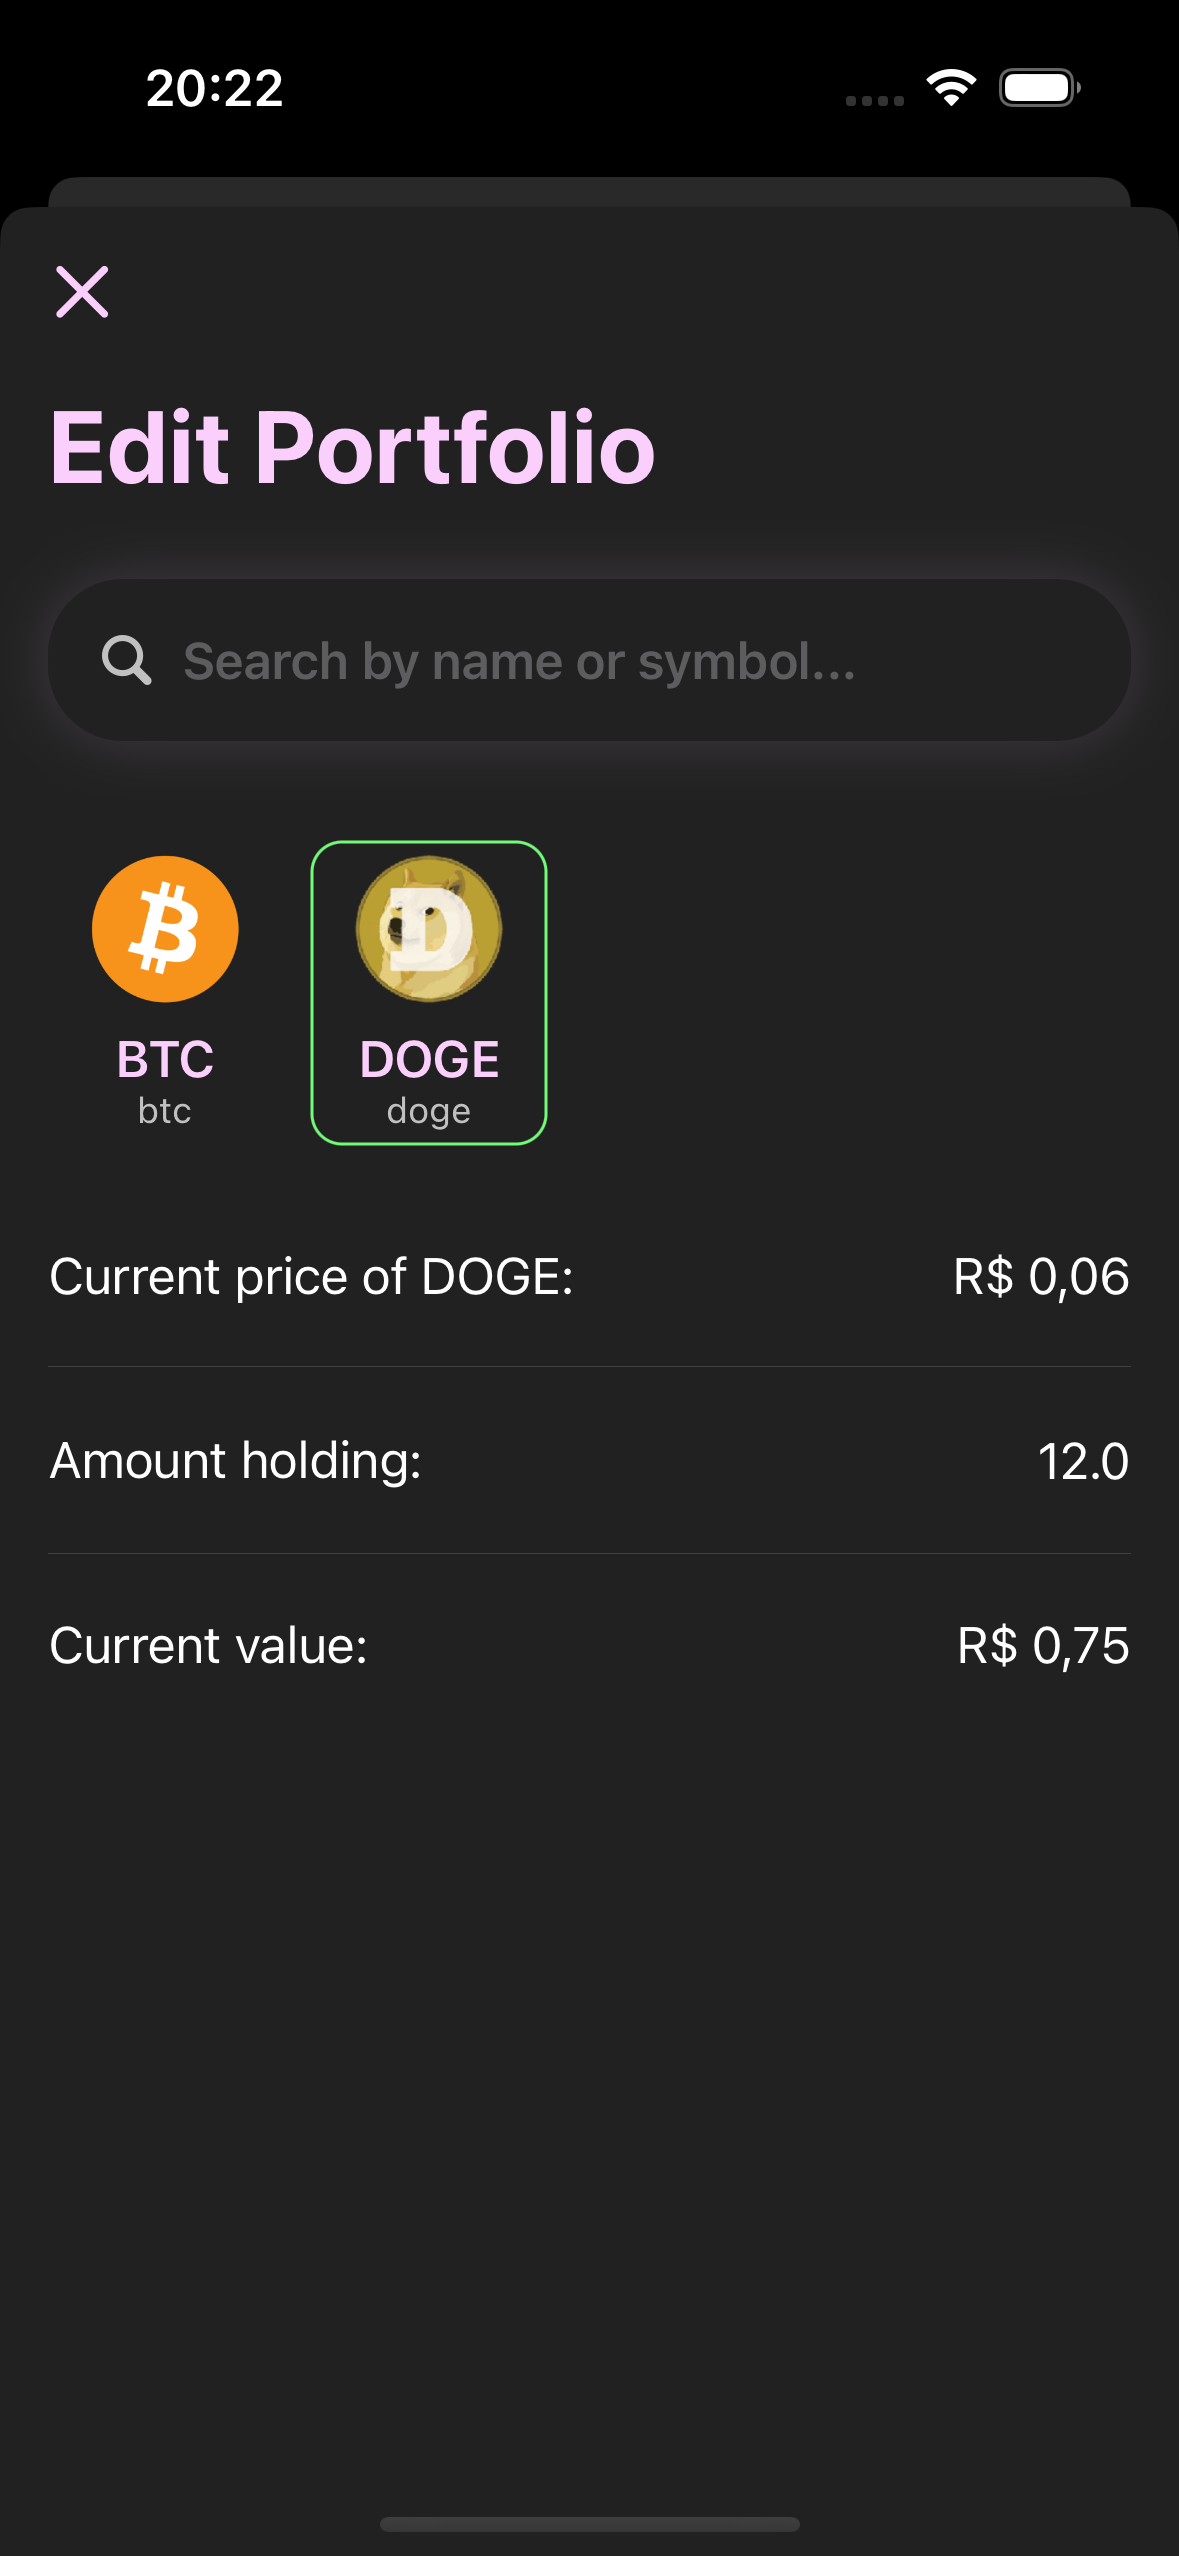 20:22
Edit Portfolio
Search by name or symbol...
BTC
btc
D
DOGE
doge
Current price of DOGE: R$ 0,06
Amount holding: 12.0
Current value: R$ 0,75